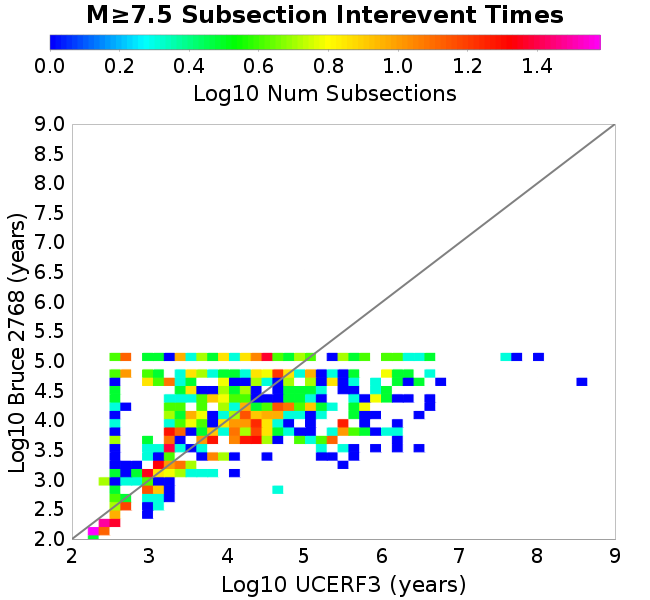 M≥7.5 Subsection Interevent Times
0.0 0.2 0.4 0.6 0.8 1.0 1.2 1.4
Log10 Num Subsections
9.0
8.5
8.0
7.5
7.0
6.5
6.0
5.5
5.0
4.5
4.0
3.5
3.0
2.5
2.0
Log10 Bruce 2768 (years)
2 3 4 5 6 7 8 9
Log10 UCERF3 (years)